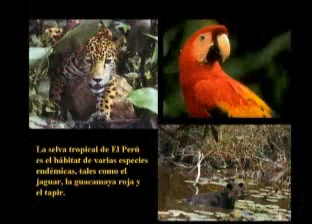 La selva tropical de El Perú
es el hábitat de varias especies
endémicas, tales como el
jaguar, la guacamaya roja y
el tapir.